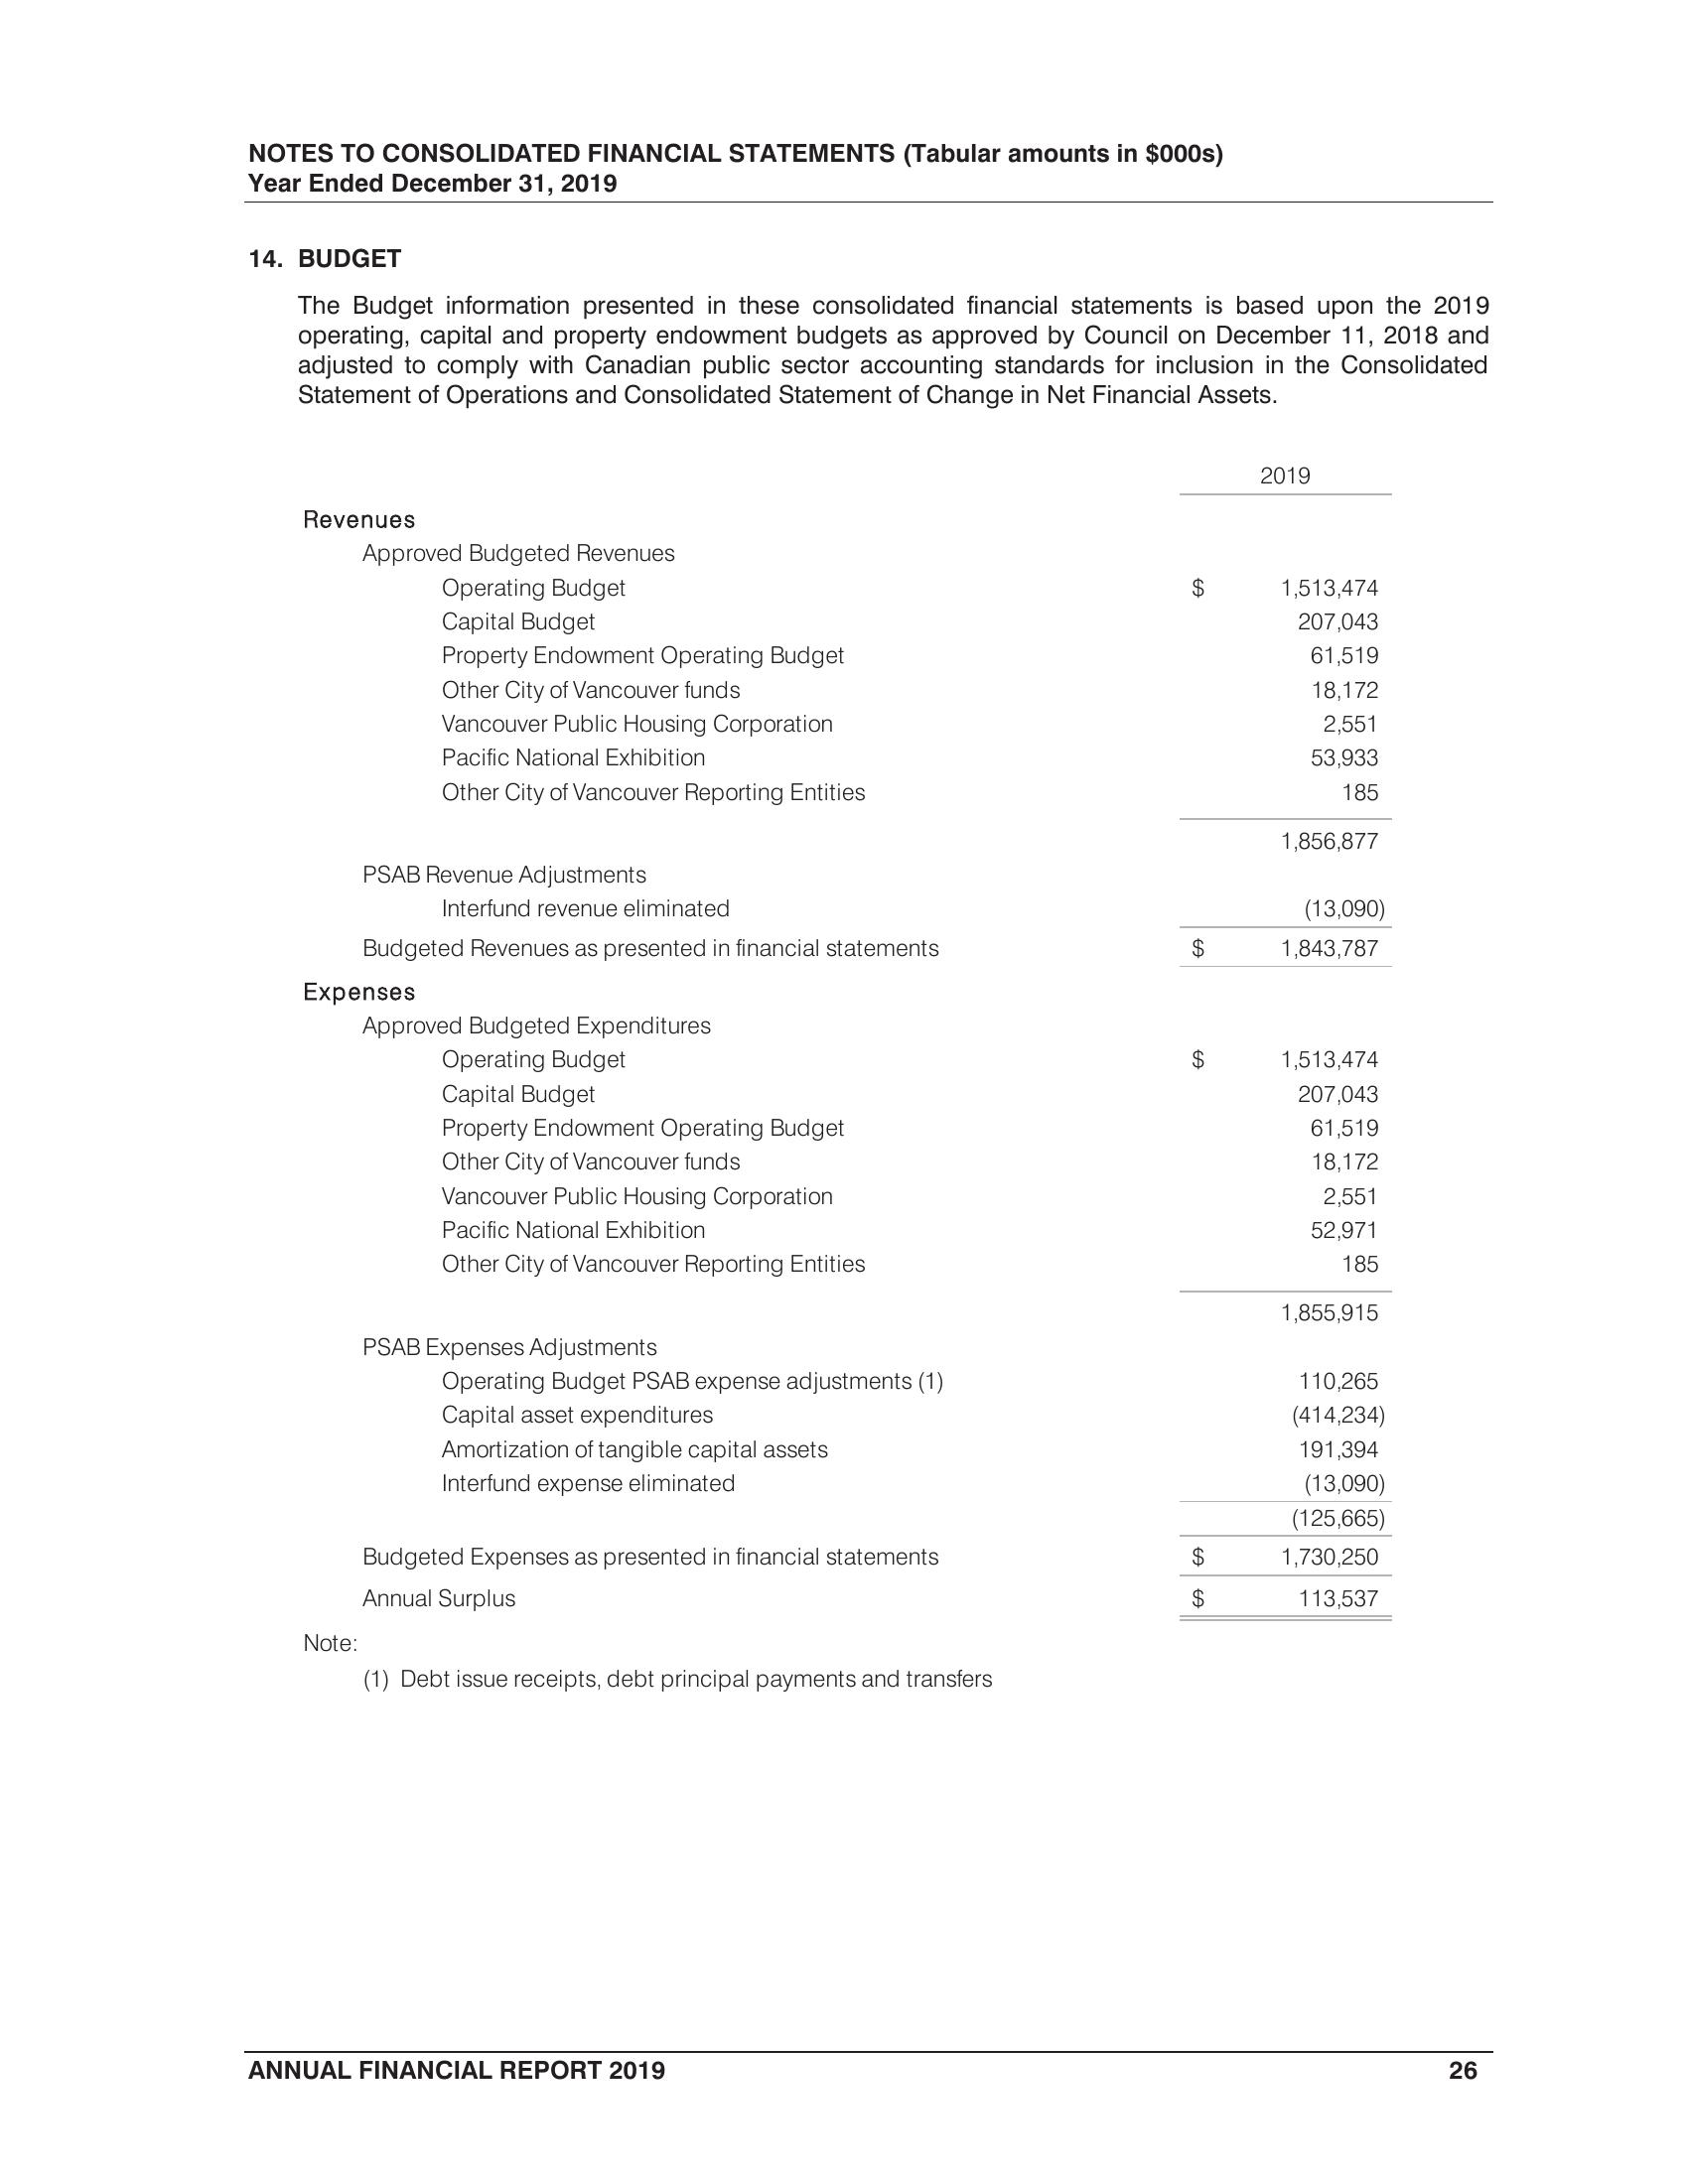 NOTES TO CONSOLIDATED FINANCIAL STATEMENTS (Tabular amounts in $000s)
Year Ended December 31, 2019
14. BUDGET
The Budget information presented in these consolidated financial statements is based upon the 2019
operating, capital and property endowment budgets as approved by Council on December 11, 2018 and
adjusted to comply with Canadian public sector accounting standards for inclusion in the Consolidated
Statement of Operations and Consolidated Statement of Change in Net Financial Assets.
2019
Revenues
Approved Budgeted Revenues
Operating Budget $ 1,513,474
Capital Budget 207,043
Property Endowment Operating Budget 61,519
Other City of Vancouver funds 18,172
Vancouver Public Housing Corporation 2,551
Pacific National Exhibition 53,933
Other City of Vancouver Reporting Entities 185
1,856,877
PSAB Revenue Adjustments
Interfund revenue eliminated (13,090)
Budgeted Revenues as presented in financial statements $ 1,843,787
Expenses
Approved Budgeted Expenditures
Operating Budget $ 1,513,474
Capital Budget 207,043
Property Endowment Operating Budget 61,519
Other City of Vancouver funds 18,172
Vancouver Public Housing Corporation 2,551
Pacific National Exhibition 52,971
Other City of Vancouver Reporting Entities 185
1,855,915
PSAB Expenses Adjustments
Operating Budget PSAB expense adjustments (1) 110,265
Capital asset expenditures (414,234)
Amortization of tangible capital assets 191,394
Interfund expense eliminated (13,090)
(125,665)
Budgeted Expenses as presented in financial statements $ 1,730,250
Annual Surplus $ 113,537
Note:
(1) Debt issue receipts, debt principal payments and transfers
ANNUAL FINANCIAL REPORT 2019 26